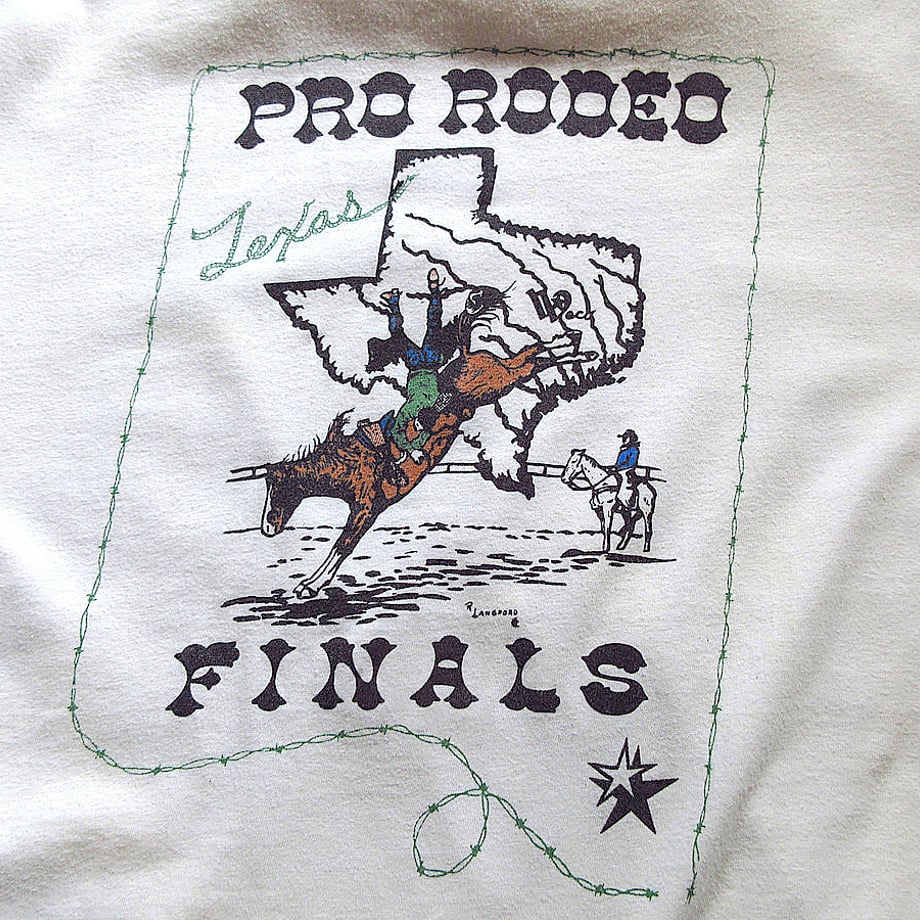 PRO RODEO
Texas
Waco
R LANGFORD
FINALS